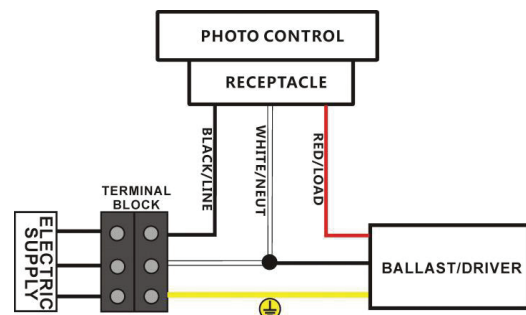 PHOTO CONTROL
RECEPTACLE
BLACK/LINE
WHITE/NEUT
RED/LOAD
TERMINAL
BLOCK
ELECTRIC
SUPPLY
BALLAST/DRIVER